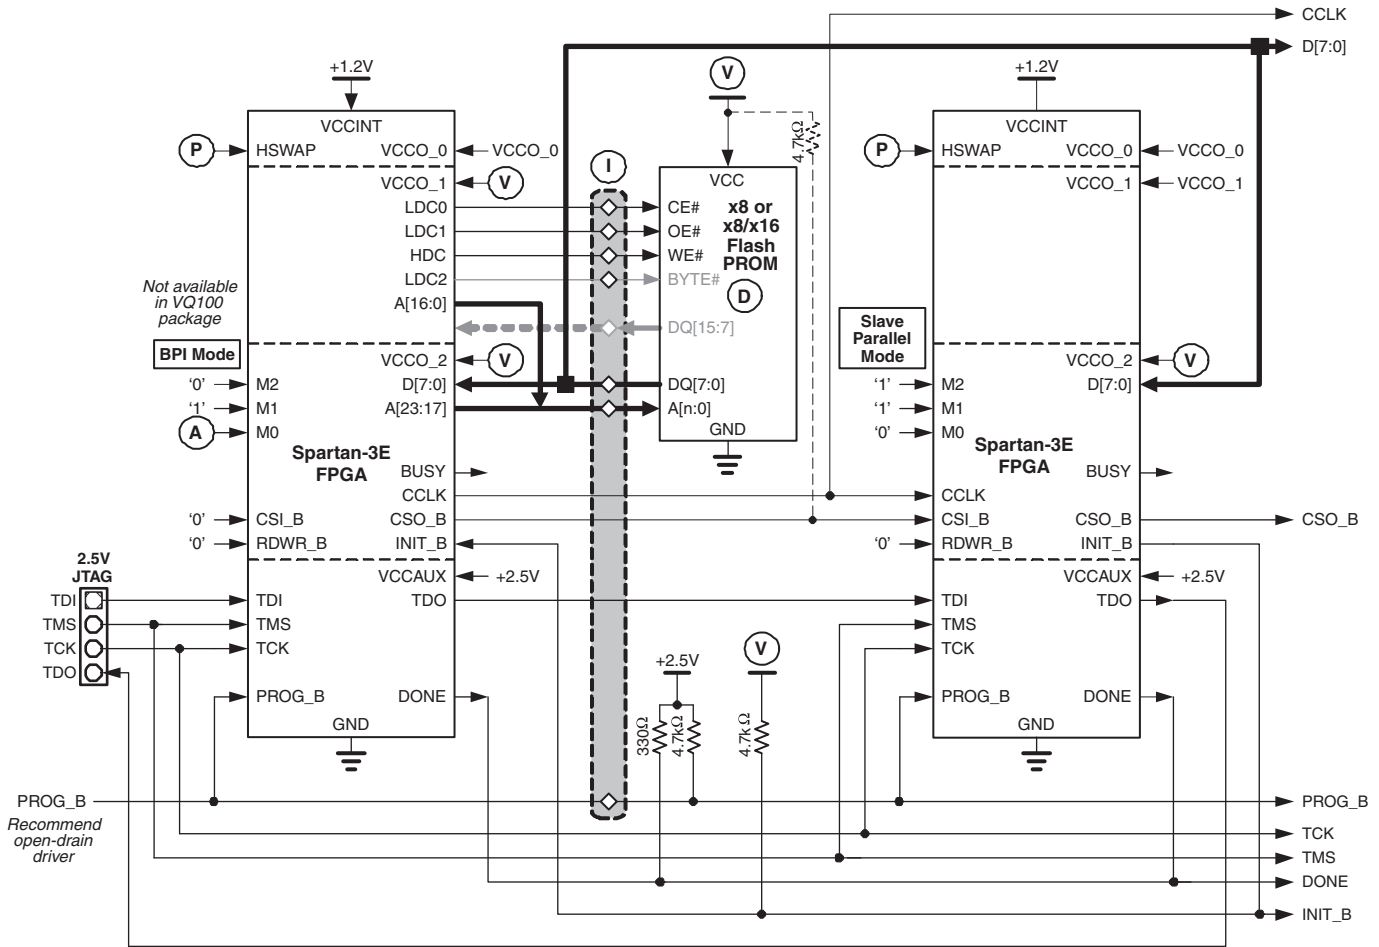 CCLK
D[7:0]
+1.2V
V
+1.2V
4.7kΩ
VCCINT
P
HSWAP
VCCO_0
VCCO_0
I
VCCO_1
V
LDC0
LDC1
HDC
LDC2
A[16:0]
Not available
in VQ100
package
BPI Mode
VCCO_2
V
'0'
M2
D[7:0]
'1'
M1
A[23:17]
A
M0
Spartan-3E
FPGA
BUSY
CCLK
'0'
CSI_B
CSO_B
'0'
RDWR_B
INIT_B
VCCAUX
+2.5V
2.5V
JTAG
TDI
TMS
TCK
TDO
TDI
TDO
TMS
TCK
PROG_B
DONE
GND
VCC
CE#
x8 or
x8/x16
Flash
PROM
OE#
WE#
BYTE#
D
DQ[15:7]
DQ[7:0]
A[n:0]
GND
VCCINT
P
HSWAP
VCCO_0
VCCO_0
VCCO_1
VCCO_1
Slave
Parallel
Mode
VCCO_2
V
'1'
M2
D[7:0]
'1'
M1
'0'
M0
Spartan-3E
FPGA
BUSY
CCLK
CSI_B
CSO_B
CSO_B
'0'
RDWR_B
INIT_B
VCCAUX
+2.5V
TDI
TDO
TMS
TCK
PROG_B
DONE
GND
+2.5V
V
330Ω
4.7kΩ
4.7kΩ
PROG_B
Recommend
open-drain
driver
PROG_B
TCK
TMS
DONE
INIT_B